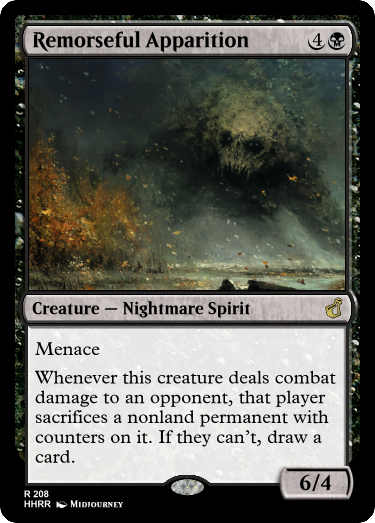 Remorseful Apparition 4
Creature — Nightmare Spirit
Menace
Whenever this creature deals combat
damage to an opponent, that player
sacrifices a nonland permanent with
counters on it. If they can't, draw a
card.
6/4
R 208
HHRR Midjourney